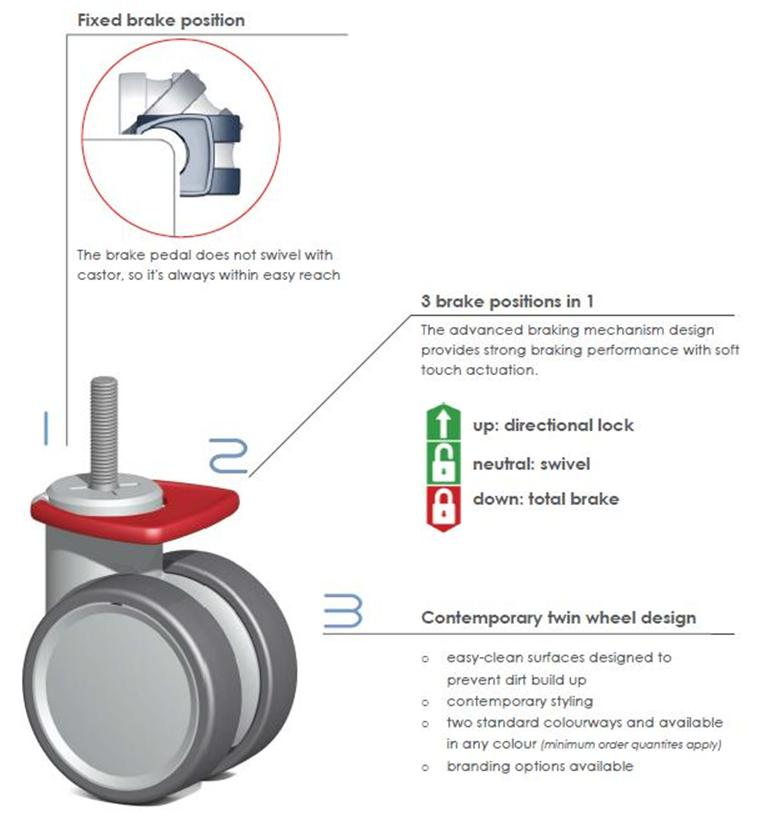 Fixed brake position
The brake pedal does not swivel with
castor, so it's always within easy reach
1
2
3 brake positions in 1
The advanced braking mechanism design
provides strong braking performance with soft
touch actuation.
up: directional lock
neutral: swivel
down: total brake
3
Contemporary twin wheel design
o easy-clean surfaces designed to
prevent dirt build up
o contemporary styling
o two standard colourways and available
in any colour (minimum order quantites apply)
o branding options available